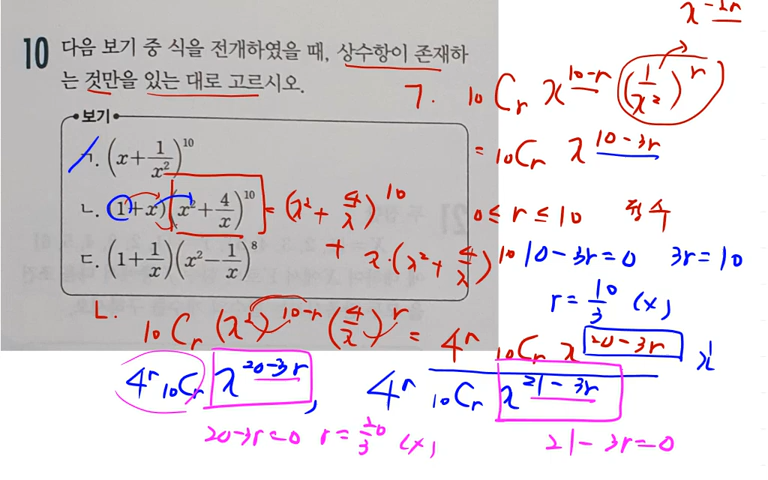 10 다음 보기 중 식을 전개하였을 때, 상수항이 존재하
는 것만을 있는 대로 고르시오.
보기
ㄱ. (x+1/x²)¹⁰
ㄴ. (1+x)(x²+4/x)¹⁰ = (x²+4/x)¹⁰
+ x·(x²+4/x)¹⁰
ㄷ. (1+1/x)(x²-1/x)⁸
x^(-2r)
ㄱ. ₁₀Cᵣ x^(10-r) (1/x²)^r
= ₁₀Cᵣ x^(10-3r)
0≤r≤10 정수
10-3r=0 3r=10
r=10/3 (x)
ㄴ. ₁₀Cᵣ (x²)^(10-r) (4/x)^r = 4^r ₁₀Cᵣ x^(20-3r) x¹
4^r ₁₀Cᵣ x^(20-3r), 4^r ₁₀Cᵣ x^(21-3r)
20-3r=0 r=20/3 (x) 21-3r=0